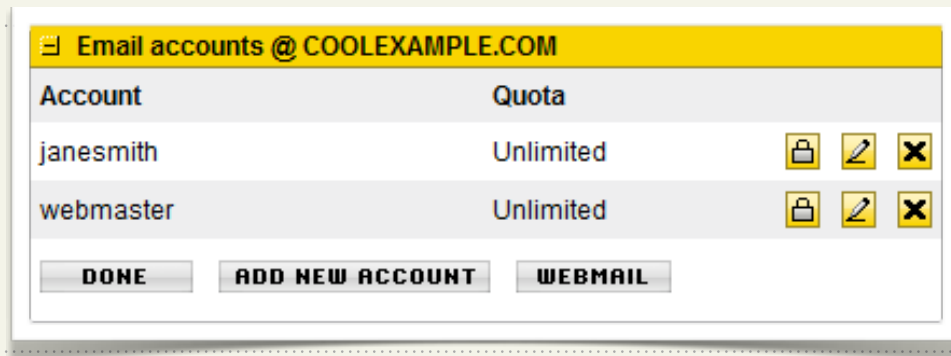 Email accounts @ COOLEXAMPLE.COM
Account Quota
janesmith Unlimited
webmaster Unlimited
DONE ADD NEW ACCOUNT WEBMAIL